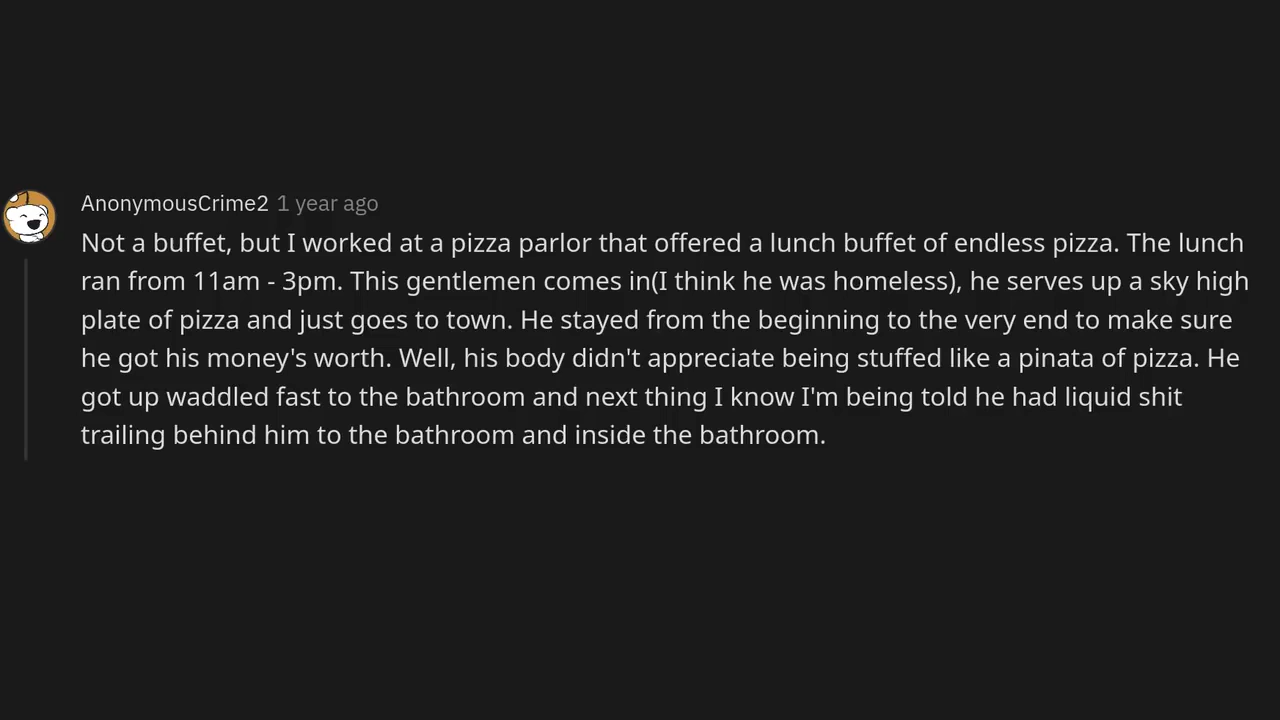 AnonymousCrime2 1 year ago
Not a buffet, but I worked at a pizza parlor that offered a lunch buffet of endless pizza. The lunch
ran from 11am - 3pm. This gentlemen comes in(I think he was homeless), he serves up a sky high
plate of pizza and just goes to town. He stayed from the beginning to the very end to make sure
he got his money's worth. Well, his body didn't appreciate being stuffed like a pinata of pizza. He
got up waddled fast to the bathroom and next thing I know I'm being told he had liquid shit
trailing behind him to the bathroom and inside the bathroom.